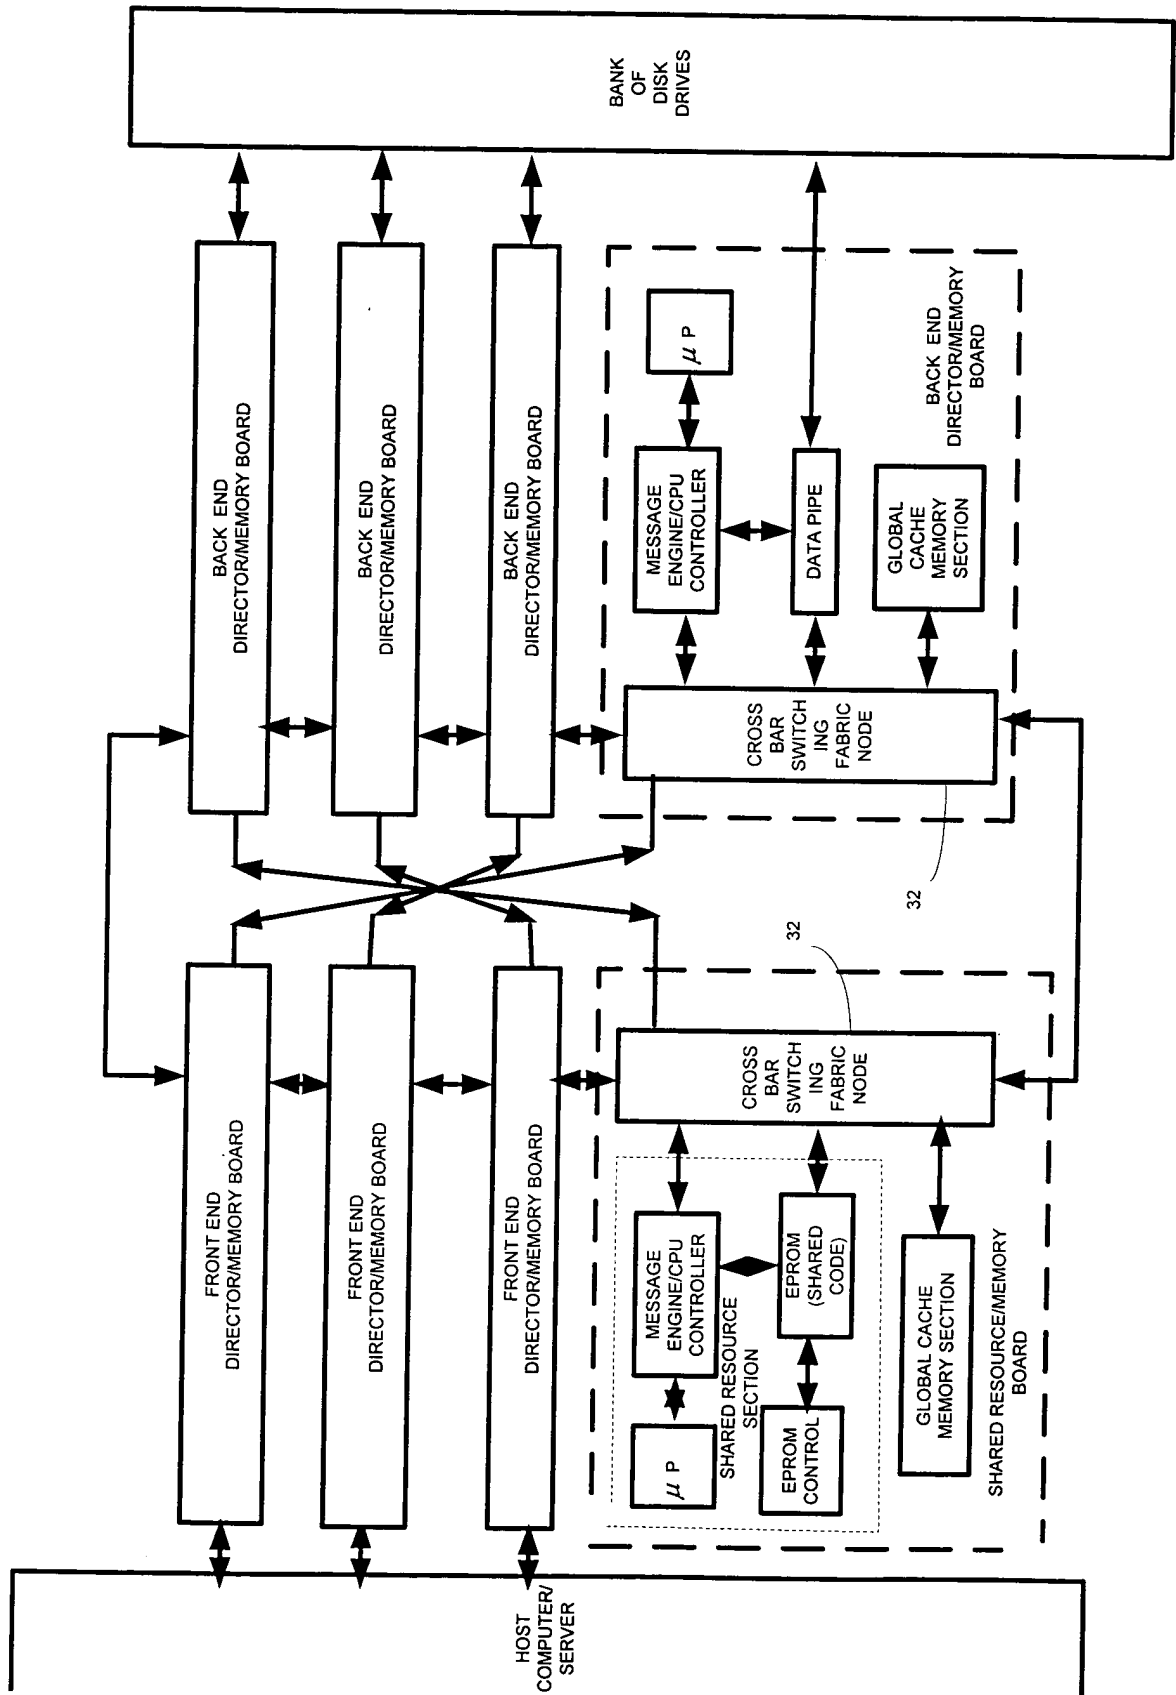 BANK
OF
DISK
DRIVES
BACK END
DIRECTOR/MEMORY BOARD
BACK END
DIRECTOR/MEMORY BOARD
BACK END
DIRECTOR/MEMORY BOARD
μ P
MESSAGE
ENGINE/CPU
CONTROLLER
DATA PIPE
GLOBAL
CACHE
MEMORY
SECTION
BACK END
DIRECTOR/MEMORY
BOARD
CROSS
BAR
SWITCH
ING
FABRIC
NODE
32
32
FRONT END
DIRECTOR/MEMORY BOARD
FRONT END
DIRECTOR/MEMORY BOARD
FRONT END
DIRECTOR/MEMORY BOARD
CROSS
BAR
SWITCH
ING
FABRIC
NODE
MESSAGE
ENGINE/CPU
CONTROLLER
EPROM
(SHARED
CODE)
μ P
SHARED RESOURCE
SECTION
EPROM
CONTROL
GLOBAL CACHE
MEMORY SECTION
SHARED RESOURCE/MEMORY
BOARD
HOST
COMPUTER/
SERVER